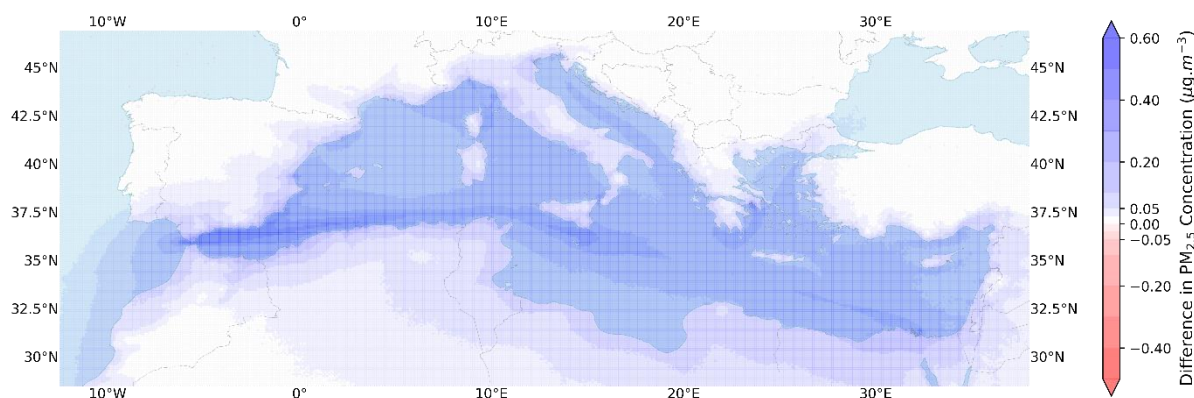 10°W 0° 10°E 20°E 30°E
45°N 45°N
42.5°N 42.5°N
40°N 40°N
37.5°N 37.5°N
35°N 35°N
32.5°N 32.5°N
30°N 30°N
10°W 0° 10°E 20°E 30°E
0.60
0.40
0.20
0.05
0.00
−0.05
−0.20
−0.40
Difference in PM₂.₅ Concentration (μg.m⁻³)